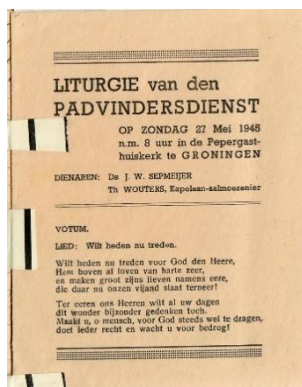 LITURGIE van den
PADVINDERSDIENST
OP ZONDAG 27 Mei 1945
n.m. 8 uur in de Pepergast-
huiskerk te GRONINGEN
DIENAREN: Ds. J. W. SEPMEIJER
Th WOUTERS, Kapelaan-aalmoezenier
VOTUM.
LIED: Wilt heden nu treden.
Wilt heden nu treden voor God den Heere,
Hem boven al loven van harte zeer,
en maken groot zijns lieven namens eere,
die daar nu onzen vijand slaat terneer!
Ter eeren ons Heeren wilt al uw dagen
dit wonder bijzonder gedenken toch.
Maakt u, o mensch, voor God steeds wel te dragen,
doet ieder recht en wacht u voor bedrog!